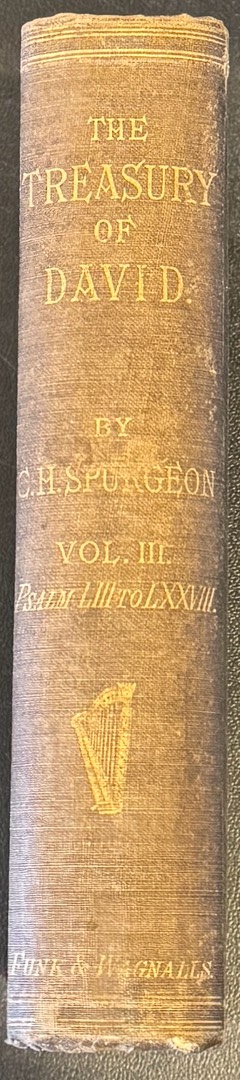 THE
TREASURY
OF
DAVID.
BY
C.H. SPURGEON
VOL. III.
PSALM LIII TO LXXVIII.
FUNK & WAGNALLS.